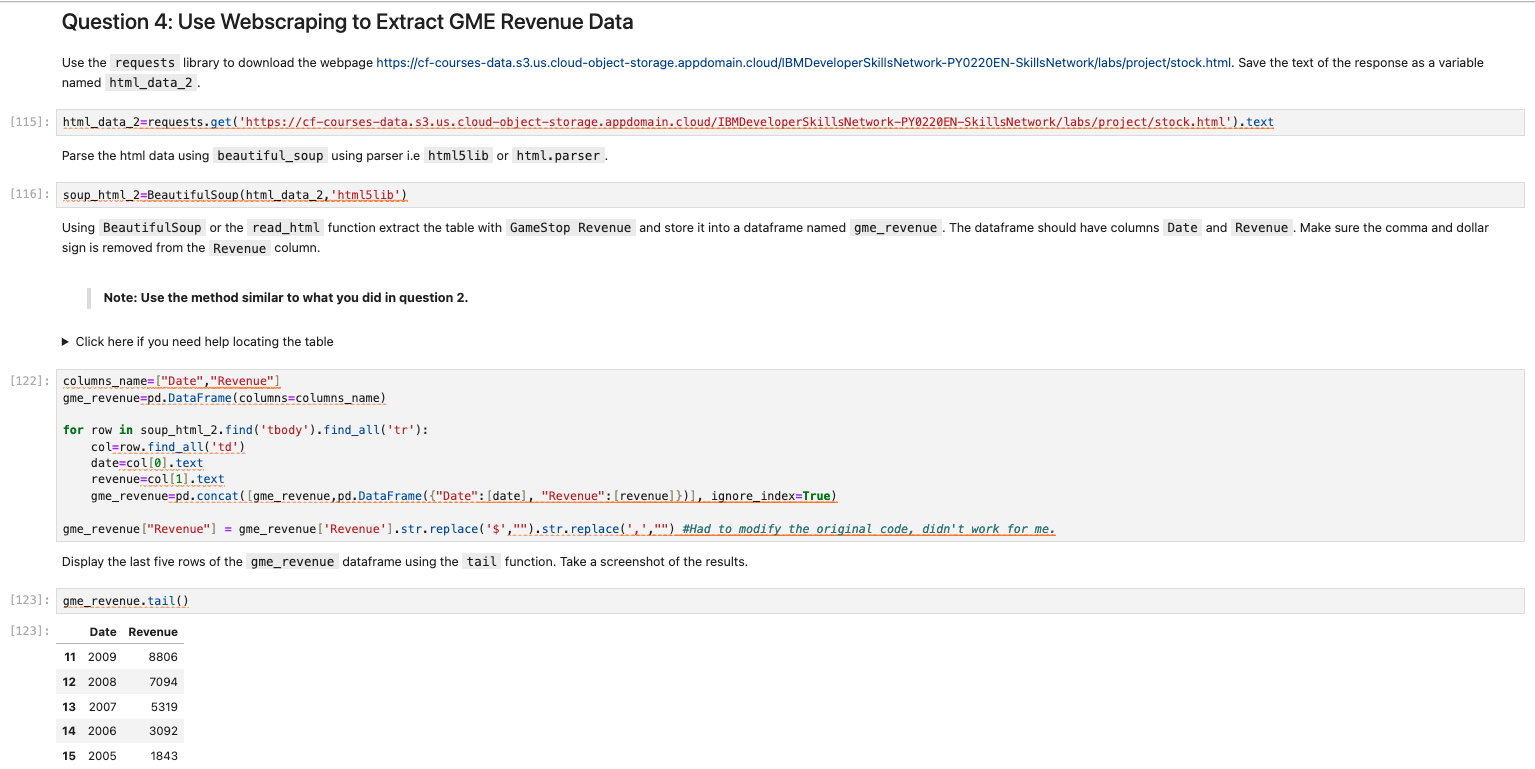 Question 4: Use Webscraping to Extract GME Revenue Data
Use the requests library to download the webpage https://cf-courses-data.s3.us.cloud-object-storage.appdomain.cloud/IBMDeveloperSkillsNetwork-PY0220EN-SkillsNetwork/labs/project/stock.html. Save the text of the response as a variable
named html_data_2.
[115]: html_data_2=requests.get('https://cf-courses-data.s3.us.cloud-object-storage.appdomain.cloud/IBMDeveloperSkillsNetwork-PY0220EN-SkillsNetwork/labs/project/stock.html').text
Parse the html data using beautiful_soup using parser i.e html5lib or html.parser.
[116]: soup_html_2=BeautifulSoup(html_data_2,'html5lib')
Using BeautifulSoup or the read_html function extract the table with GameStop Revenue and store it into a dataframe named gme_revenue. The dataframe should have columns Date and Revenue. Make sure the comma and dollar
sign is removed from the Revenue column.
Note: Use the method similar to what you did in question 2.
▶ Click here if you need help locating the table
[122]: columns_name=["Date","Revenue"]
gme_revenue=pd.DataFrame(columns=columns_name)
for row in soup_html_2.find('tbody').find_all('tr'):
    col=row.find_all('td')
    date=col[0].text
    revenue=col[1].text
    gme_revenue=pd.concat([gme_revenue,pd.DataFrame({"Date":[date], "Revenue":[revenue]})], ignore_index=True)
gme_revenue["Revenue"] = gme_revenue['Revenue'].str.replace('$',"").str.replace(',',"") #Had to modify the original code, didn't work for me.
Display the last five rows of the gme_revenue dataframe using the tail function. Take a screenshot of the results.
[123]: gme_revenue.tail()
[123]: Date Revenue
11 2009 8806
12 2008 7094
13 2007 5319
14 2006 3092
15 2005 1843